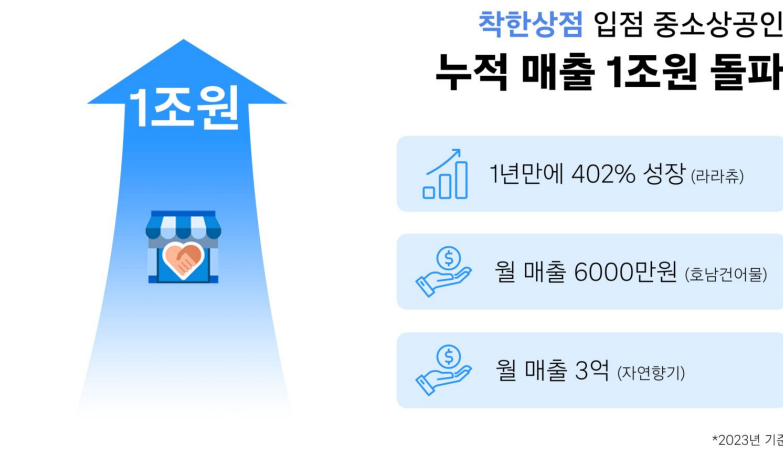 착한상점 입점 중소상공인
누적 매출 1조원 돌파
1조원
1년만에 402% 성장 (라라츄)
월 매출 6000만원 (호남건어물)
월 매출 3억 (자연향기)
*2023년 기준